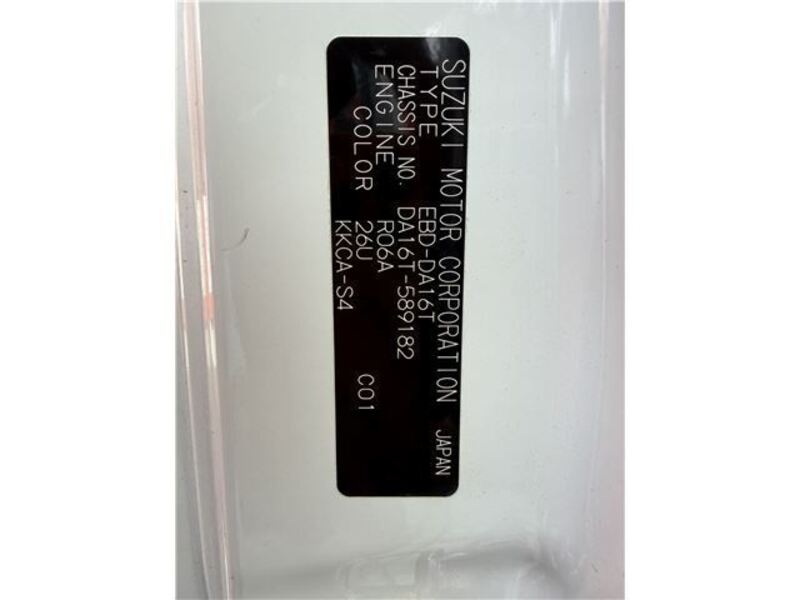 SUZUKI MOTOR CORPORATION JAPAN
TYPE EBD-DA16T
CHASSIS NO. DA16T-589182
ENGINE R06A
COLOR 26U C01
KKCA-S4